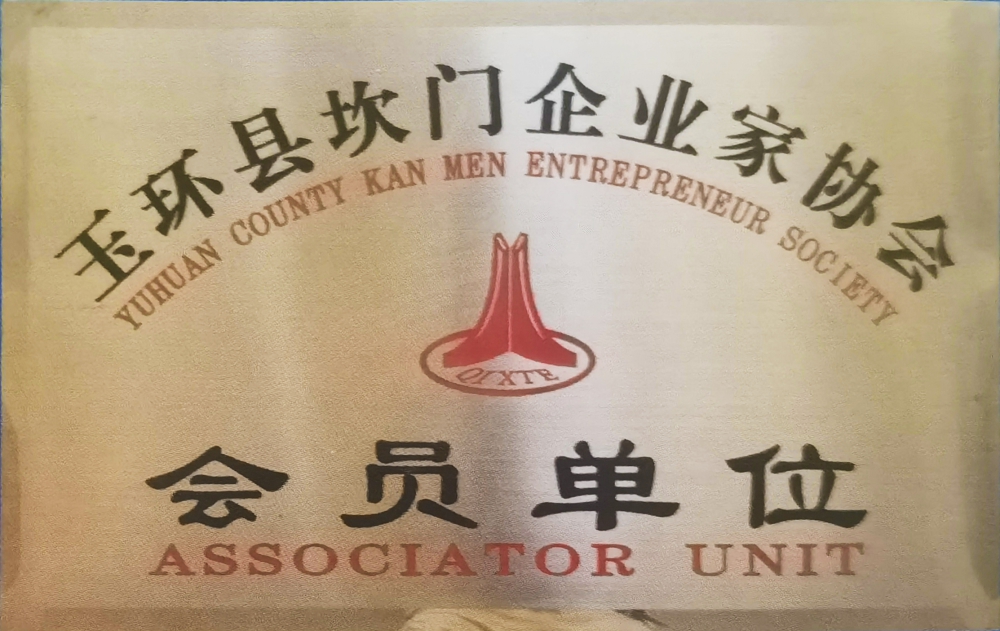 玉环县坎门企业家协会
YUHUAN COUNTY KAN MEN ENTREPRENEUR SOCIETY
QIXTE
会员单位
ASSOCIATOR UNIT